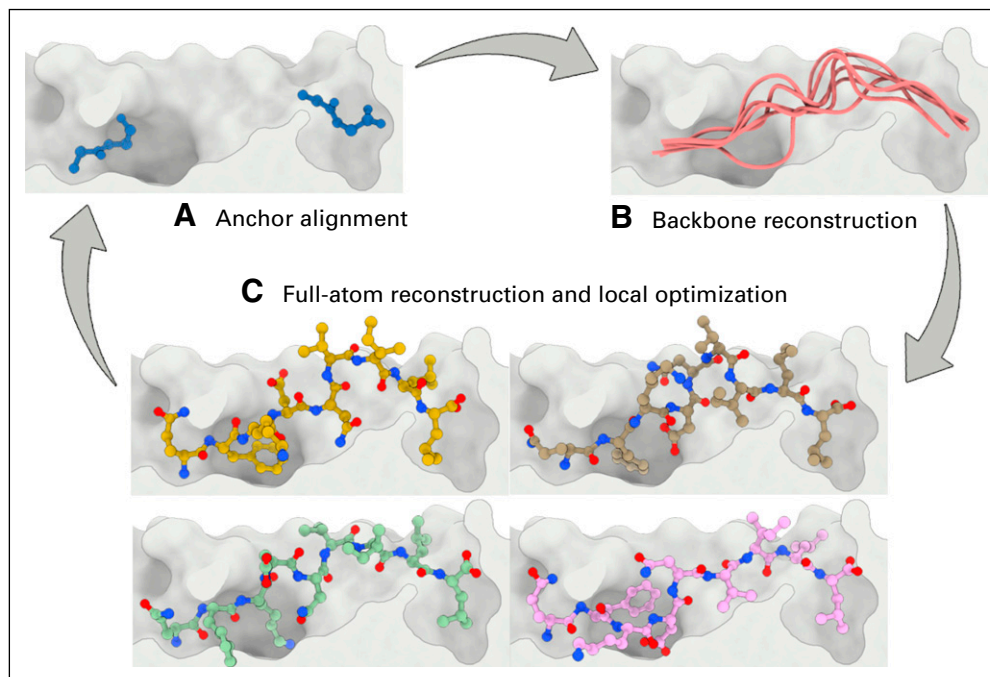 A Anchor alignment
B Backbone reconstruction
C Full-atom reconstruction and local optimization